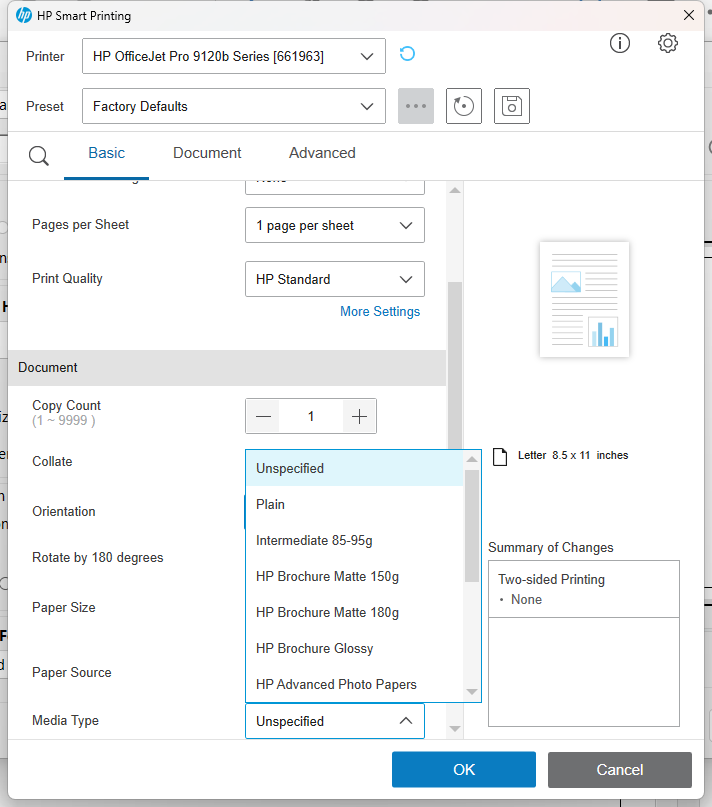 hp HP Smart Printing
Printer HP OfficeJet Pro 9120b Series [661963]
Preset Factory Defaults
Basic Document Advanced
Pages per Sheet 1 page per sheet
Print Quality HP Standard
More Settings
Document
Copy Count 1
(1 ~ 9999 )
Collate
Orientation
Rotate by 180 degrees
Paper Size
Paper Source
Unspecified
Plain
Intermediate 85-95g
HP Brochure Matte 150g
HP Brochure Matte 180g
HP Brochure Glossy
HP Advanced Photo Papers
Media Type Unspecified
Letter 8.5 x 11 inches
Summary of Changes
Two-sided Printing
• None
OK Cancel